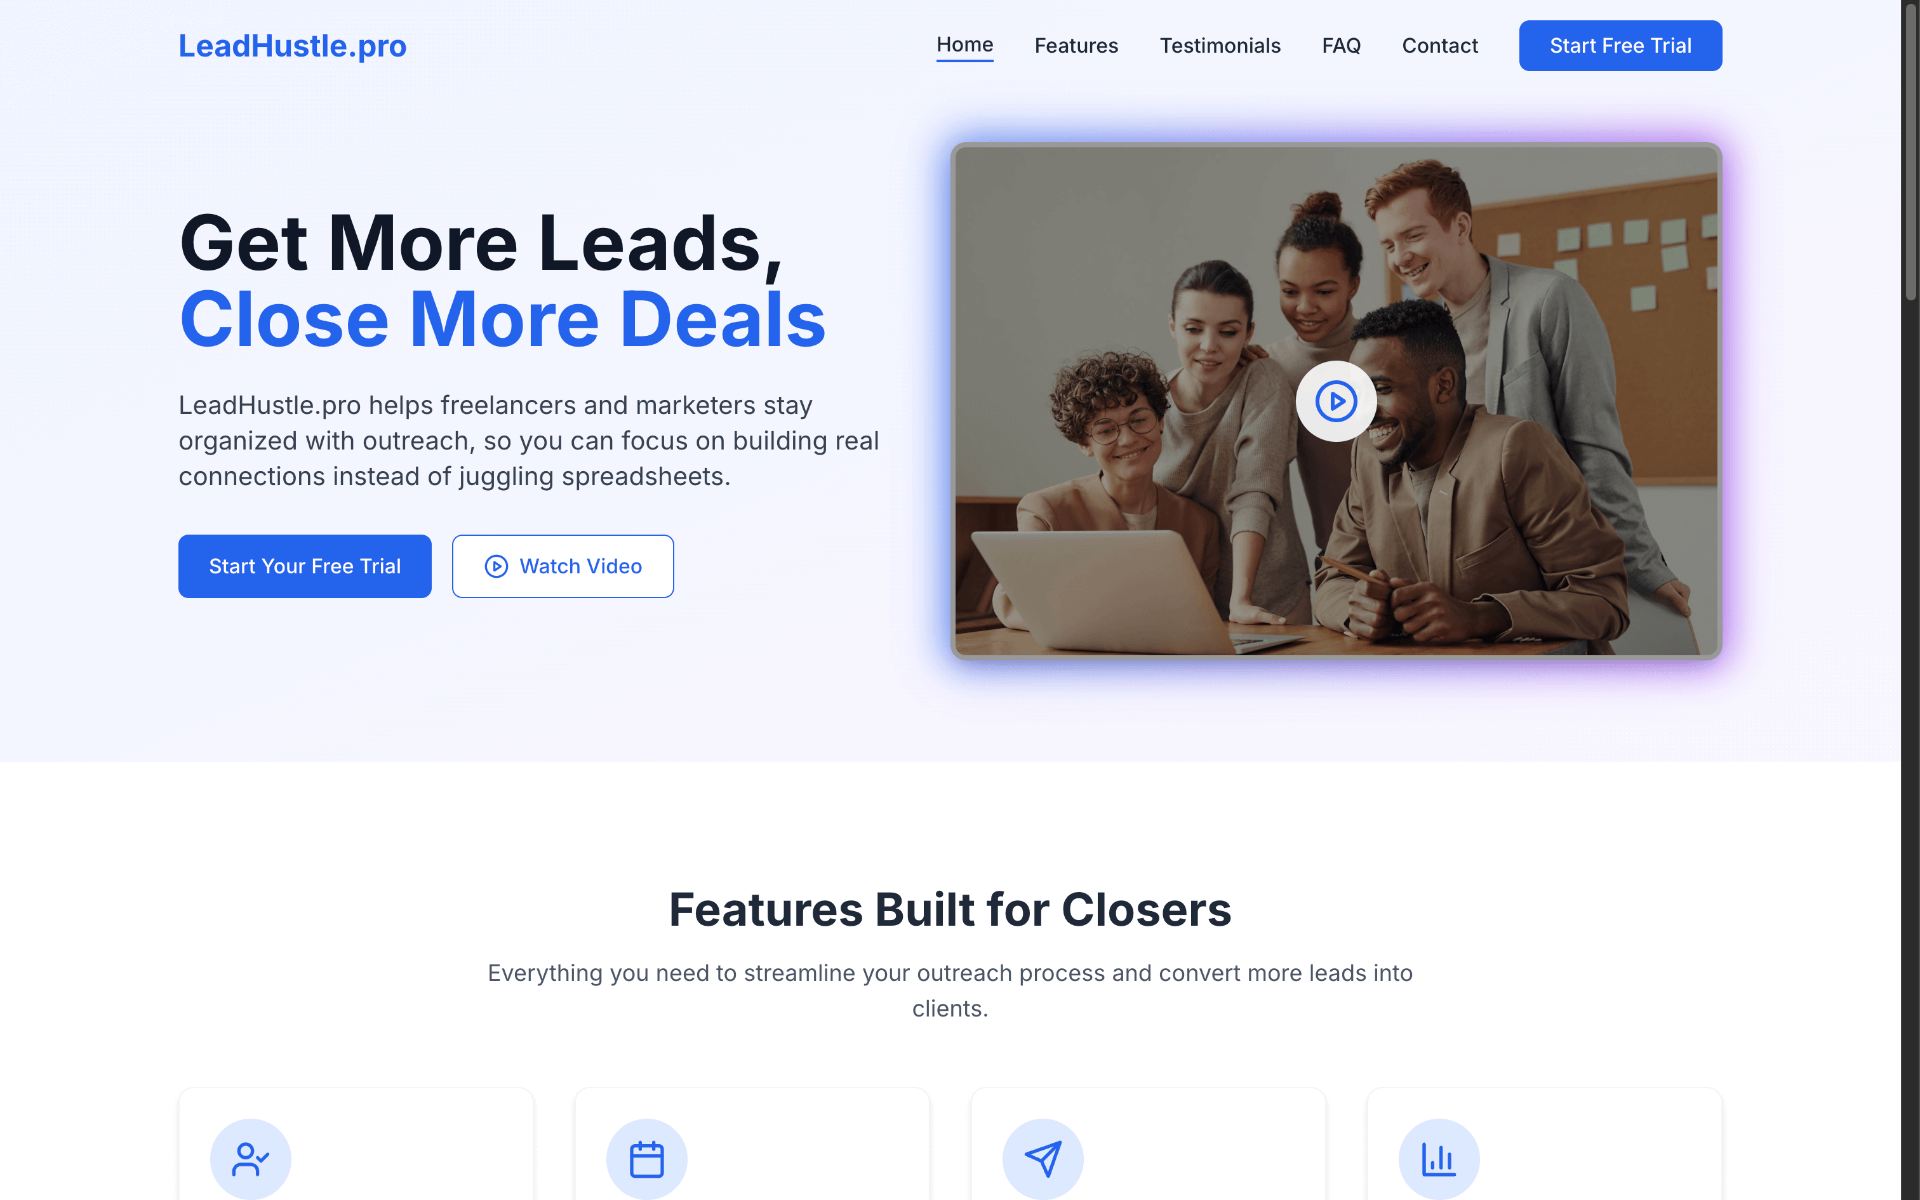 LeadHustle.pro
Home
Features
Testimonials
FAQ
Contact
Start Free Trial
Get More Leads,
Close More Deals
LeadHustle.pro helps freelancers and marketers stay
organized with outreach, so you can focus on building real
connections instead of juggling spreadsheets.
Start Your Free Trial
Watch Video
Features Built for Closers
Everything you need to streamline your outreach process and convert more leads into
clients.